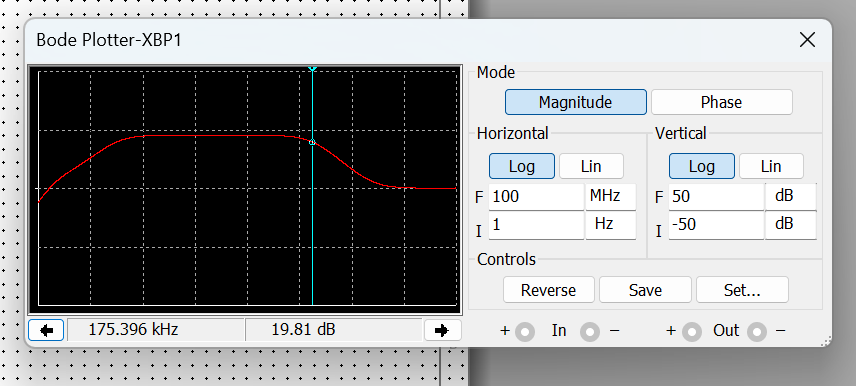 Bode Plotter-XBP1
Mode
Magnitude Phase
Horizontal Vertical
Log Lin Log Lin
F 100 MHz F 50 dB
I 1 Hz I -50 dB
Controls
Reverse Save Set...
175.396 kHz 19.81 dB
+ In − + Out −